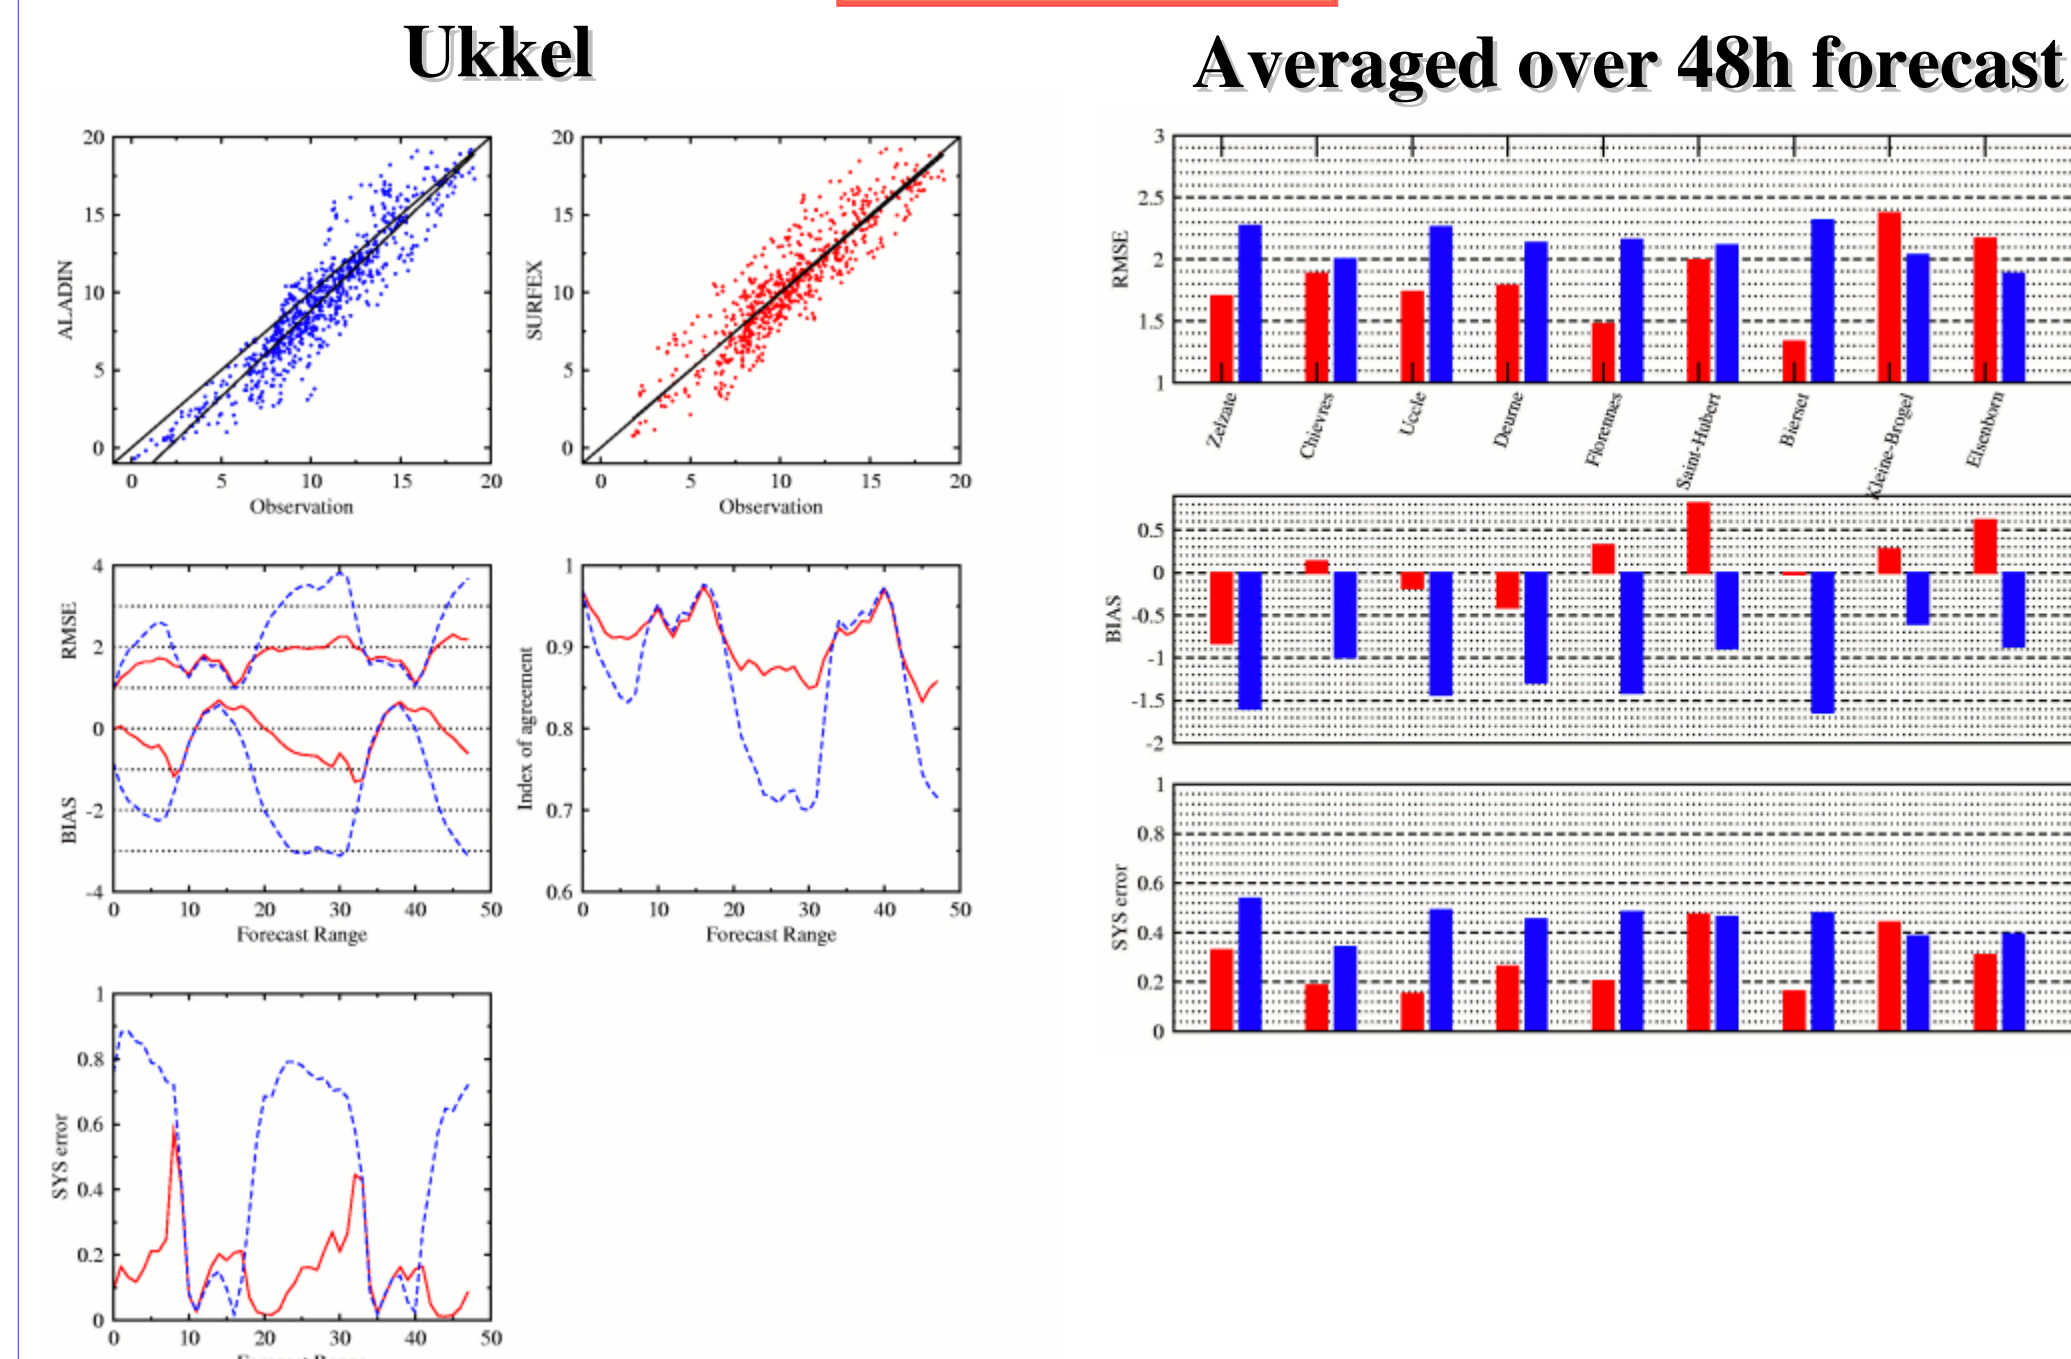 Ukkel
Averaged over 48h forecast
20
15
10
5
0
ALADIN
0 5 10 15 20
Observation
20
15
10
5
0
SURFEX
0 5 10 15 20
Observation
4
2
0
-2
-4
RMSE
BIAS
0 10 20 30 40 50
Forecast Range
1
0.9
0.8
0.7
0.6
Index of agreement
0 10 20 30 40 50
Forecast Range
1
0.8
0.6
0.4
0.2
0
SYS error
0 10 20 30 40 50
Forecast Range
3
2.5
2
1.5
1
RMSE
Zelzate
Chievres
Uccle
Deurne
Florennes
Saint-Hubert
Bierset
Kleine-Brogel
Elsenborn
0.5
0
-0.5
-1
-1.5
-2
BIAS
1
0.8
0.6
0.4
0.2
0
SYS error